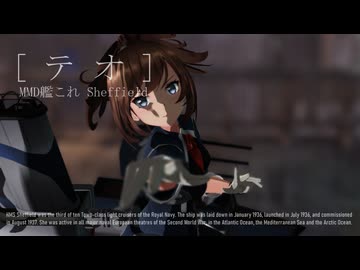 [ テ オ ]
MMD艦これ Sheffield
HMS Sheffield was the third of ten Town-class light cruisers of the Royal Navy. The ship was laid down in January 1936, launched in July 1936, and commissioned
in August 1937. She was active in all major naval European theatres of the Second World War, in the Atlantic Ocean, the Mediterranean Sea and the Arctic Ocean.